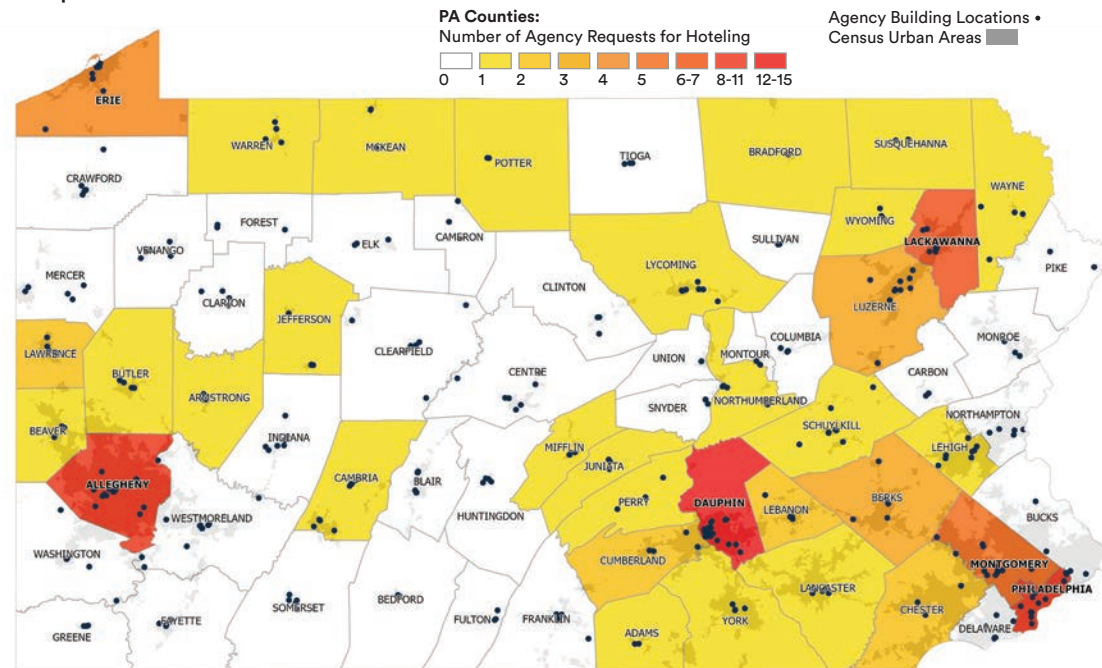 PA Counties:
Number of Agency Requests for Hoteling
0 1 2 3 4 5 6-7 8-11 12-15
Agency Building Locations •
Census Urban Areas
ERIE
CRAWFORD
WARREN
MCKEAN
POTTER
TIOGA
BRADFORD
SUSQUEHANNA
WAYNE
FOREST
VENANGO
ELK
CAMERON
SULLIVAN
WYOMING
LACKAWANNA
PIKE
MERCER
CLARION
JEFFERSON
CLINTON
LYCOMING
LUZERNE
COLUMBIA
MONROE
LAWRENCE
BUTLER
ARMSTRONG
CLEARFIELD
CENTRE
UNION
MONTOUR
CARBON
SNYDER
NORTHUMBERLAND
NORTHAMPTON
BEAVER
INDIANA
SCHUYLKILL
LEHIGH
MIFFLIN
JUNIATA
ALLEGHENY
CAMBRIA
BLAIR
PERRY
DAUPHIN
LEBANON
BERKS
BUCKS
WESTMORELAND
HUNTINGDON
WASHINGTON
CUMBERLAND
MONTGOMERY
PHILADELPHIA
LANCASTER
CHESTER
DELAWARE
GREENE
FAYETTE
SOMERSET
BEDFORD
FULTON
FRANKLIN
ADAMS
YORK